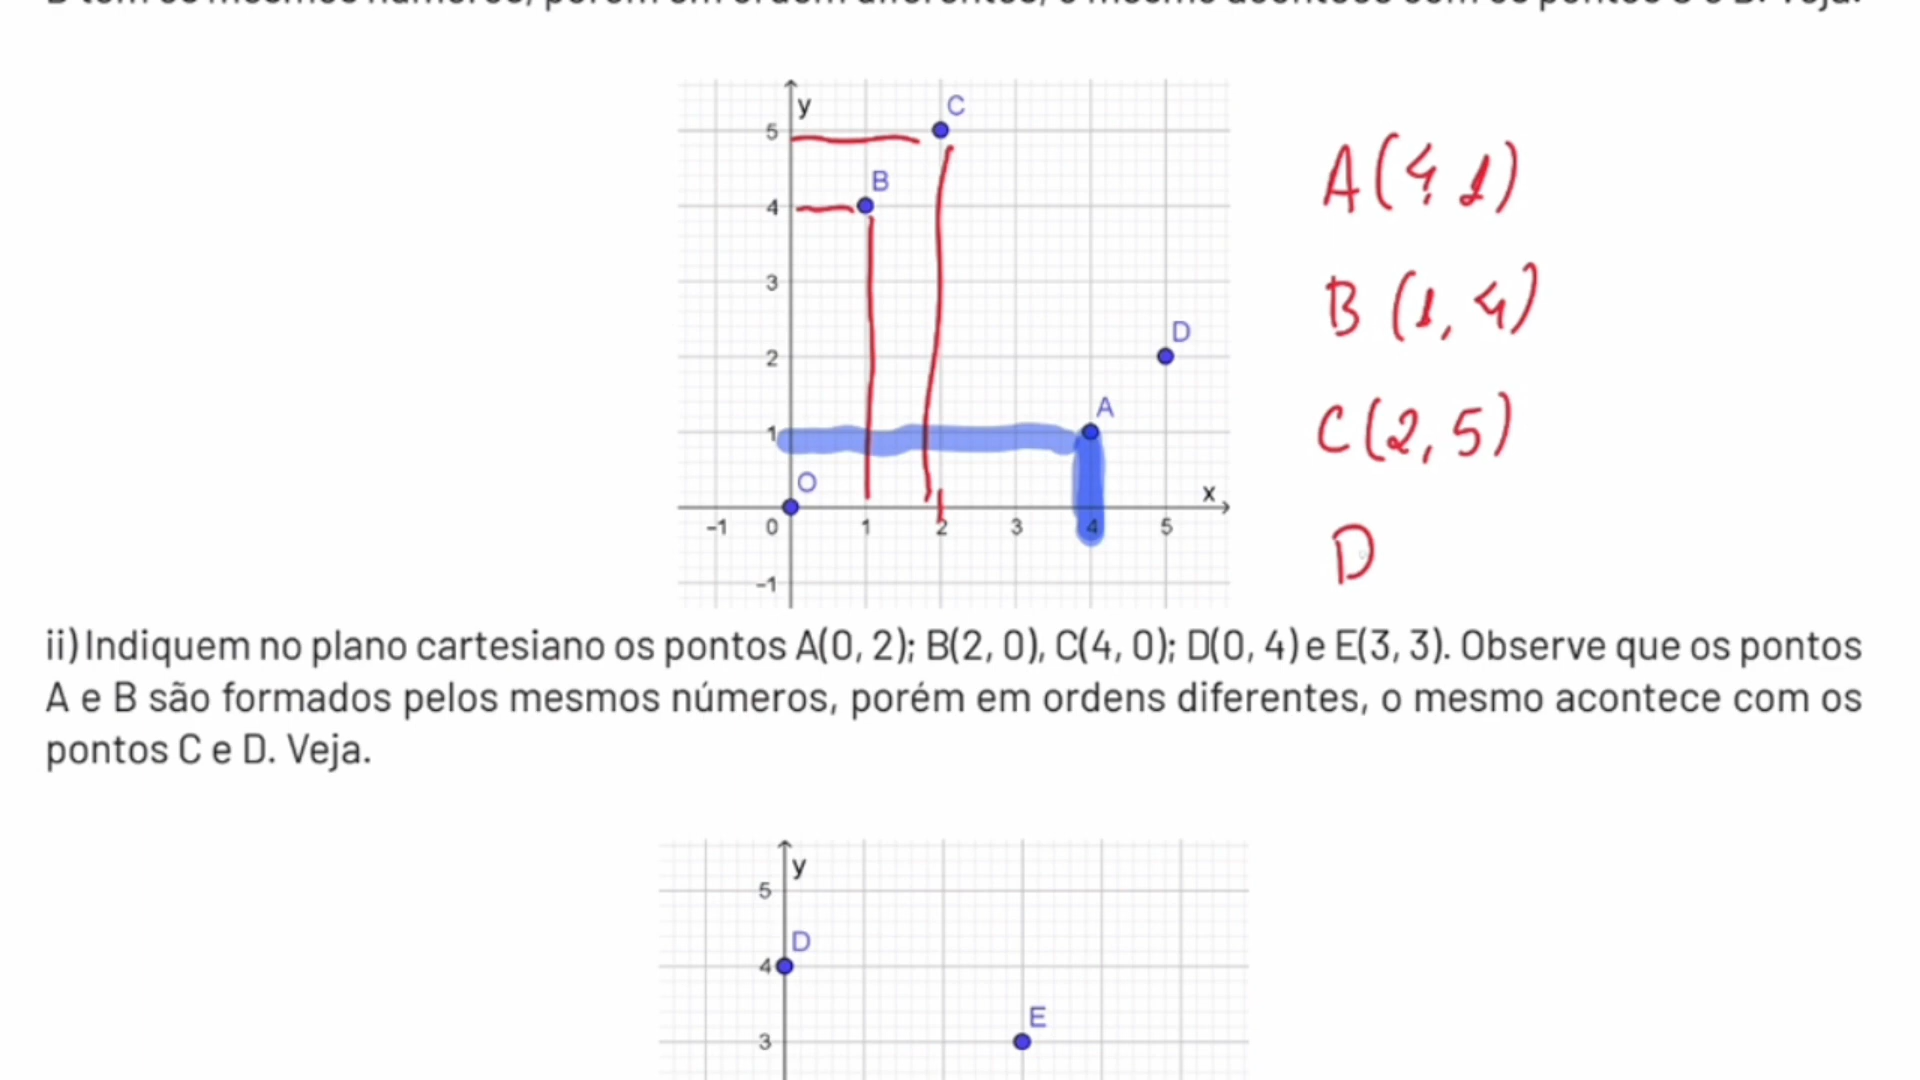 y
C
5
B
4
3
D
2
A
1
O
x
-1 0 1 2 3 4 5
-1
A(4,1)
B(1,4)
C(2,5)
D
ii) Indiquem no plano cartesiano os pontos A(0, 2); B(2, 0), C(4, 0); D(0, 4) e E(3, 3). Observe que os pontos
A e B são formados pelos mesmos números, porém em ordens diferentes, o mesmo acontece com os
pontos C e D. Veja.
y
5
D
4
E
3